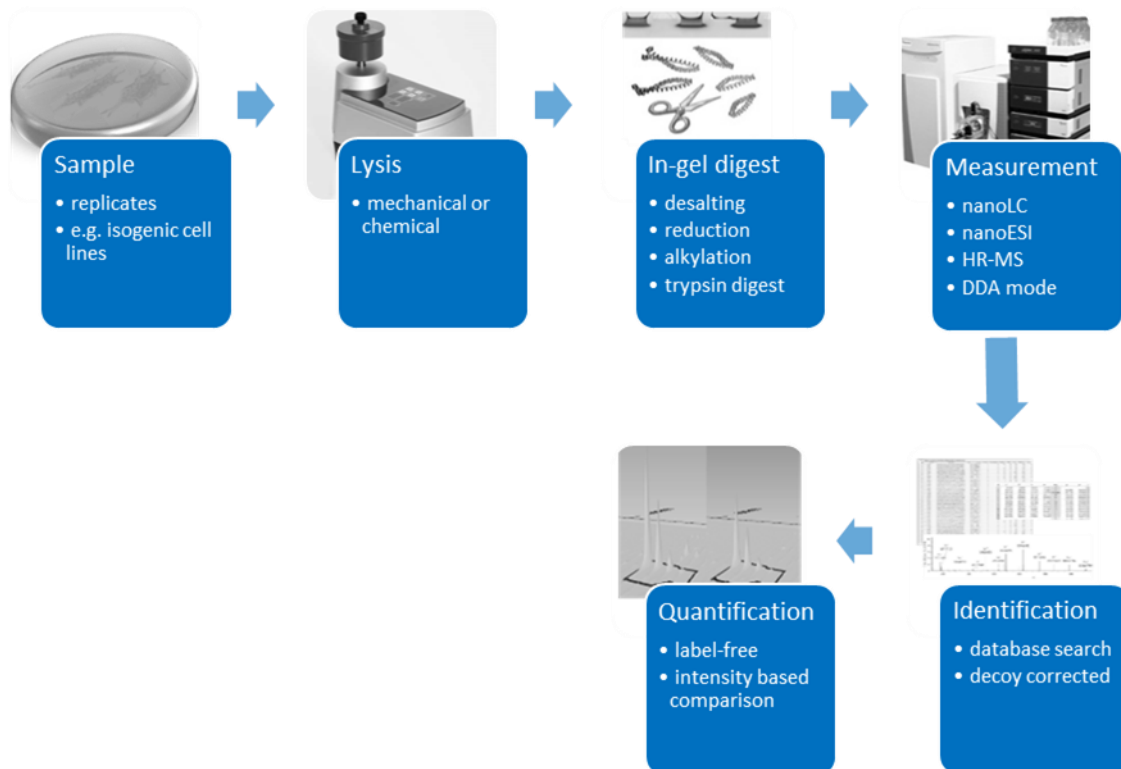 Sample
• replicates
• e.g. isogenic cell
lines
Lysis
• mechanical or
chemical
In-gel digest
• desalting
• reduction
• alkylation
• trypsin digest
Measurement
• nanoLC
• nanoESI
• HR-MS
• DDA mode
Quantification
• label-free
• intensity based
comparison
Identification
• database search
• decoy corrected